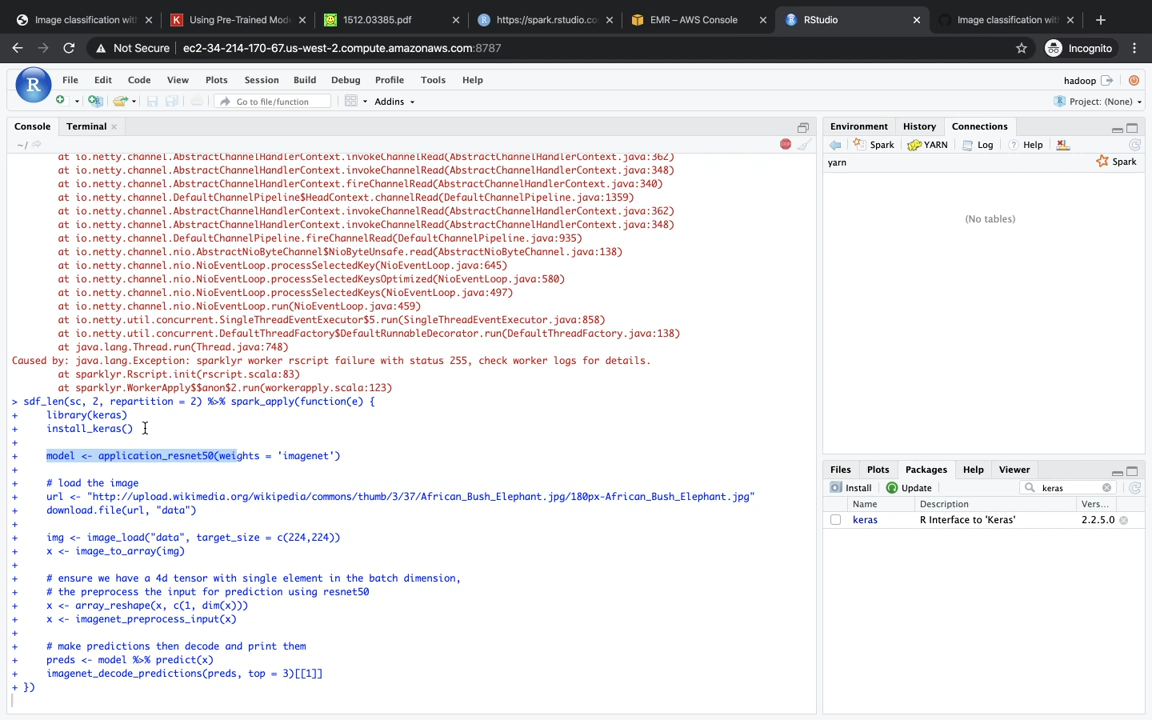 Image classification with
Using Pre-Trained Mod
1512.03385.pdf
https://spark.rstudio.co
EMR – AWS Console
RStudio
Image classification with
Not Secure
ec2-34-214-170-67.us-west-2.compute.amazonaws.com:8787
Incognito
File Edit Code View Plots Session Build Debug Profile Tools Help
hadoop
Go to file/function
Addins
Project: (None)
Console Terminal
~/
at io.netty.channel.AbstractChannelHandlerContext.invokeChannelRead(AbstractChannelHandlerContext.java:362)
at io.netty.channel.AbstractChannelHandlerContext.invokeChannelRead(AbstractChannelHandlerContext.java:348)
at io.netty.channel.AbstractChannelHandlerContext.fireChannelRead(AbstractChannelHandlerContext.java:340)
at io.netty.channel.DefaultChannelPipeline$HeadContext.channelRead(DefaultChannelPipeline.java:1359)
at io.netty.channel.AbstractChannelHandlerContext.invokeChannelRead(AbstractChannelHandlerContext.java:362)
at io.netty.channel.AbstractChannelHandlerContext.invokeChannelRead(AbstractChannelHandlerContext.java:348)
at io.netty.channel.DefaultChannelPipeline.fireChannelRead(DefaultChannelPipeline.java:935)
at io.netty.channel.nio.AbstractNioByteChannel$NioByteUnsafe.read(AbstractNioByteChannel.java:138)
at io.netty.channel.nio.NioEventLoop.processSelectedKey(NioEventLoop.java:645)
at io.netty.channel.nio.NioEventLoop.processSelectedKeysOptimized(NioEventLoop.java:580)
at io.netty.channel.nio.NioEventLoop.processSelectedKeys(NioEventLoop.java:497)
at io.netty.channel.nio.NioEventLoop.run(NioEventLoop.java:459)
at io.netty.util.concurrent.SingleThreadEventExecutor$5.run(SingleThreadEventExecutor.java:858)
at io.netty.util.concurrent.DefaultThreadFactory$DefaultRunnableDecorator.run(DefaultThreadFactory.java:138)
at java.lang.Thread.run(Thread.java:748)
Caused by: java.lang.Exception: sparklyr worker rscript failure with status 255, check worker logs for details.
at sparklyr.Rscript.init(rscript.scala:83)
at sparklyr.WorkerApply$$anon$2.run(workerapply.scala:123)
> sdf_len(sc, 2, repartition = 2) %>% spark_apply(function(e) {
+ library(keras)
+ install_keras()
+
+ model <- application_resnet50(weights = 'imagenet')
+
+ # load the image
+ url <- "http://upload.wikimedia.org/wikipedia/commons/thumb/3/37/African_Bush_Elephant.jpg/180px-African_Bush_Elephant.jpg"
+ download.file(url, "data")
+
+ img <- image_load("data", target_size = c(224,224))
+ x <- image_to_array(img)
+
+ # ensure we have a 4d tensor with single element in the batch dimension,
+ # the preprocess the input for prediction using resnet50
+ x <- array_reshape(x, c(1, dim(x)))
+ x <- imagenet_preprocess_input(x)
+
+ # make predictions then decode and print them
+ preds <- model %>% predict(x)
+ imagenet_decode_predictions(preds, top = 3)[[1]]
+ })
Environment History Connections
Spark YARN Log Help
yarn Spark
(No tables)
Files Plots Packages Help Viewer
Install Update keras
Name Description Vers...
keras R Interface to 'Keras' 2.2.5.0